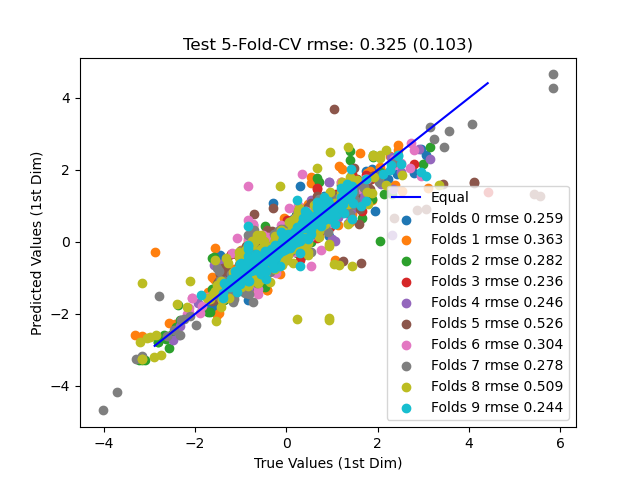 Test 5-Fold-CV rmse: 0.325 (0.103)
Predicted Values (1st Dim)
4
2
0
−2
−4
Equal
Folds 0 rmse 0.259
Folds 1 rmse 0.363
Folds 2 rmse 0.282
Folds 3 rmse 0.236
Folds 4 rmse 0.246
Folds 5 rmse 0.526
Folds 6 rmse 0.304
Folds 7 rmse 0.278
Folds 8 rmse 0.509
Folds 9 rmse 0.244
−4 −2 0 2 4 6
True Values (1st Dim)